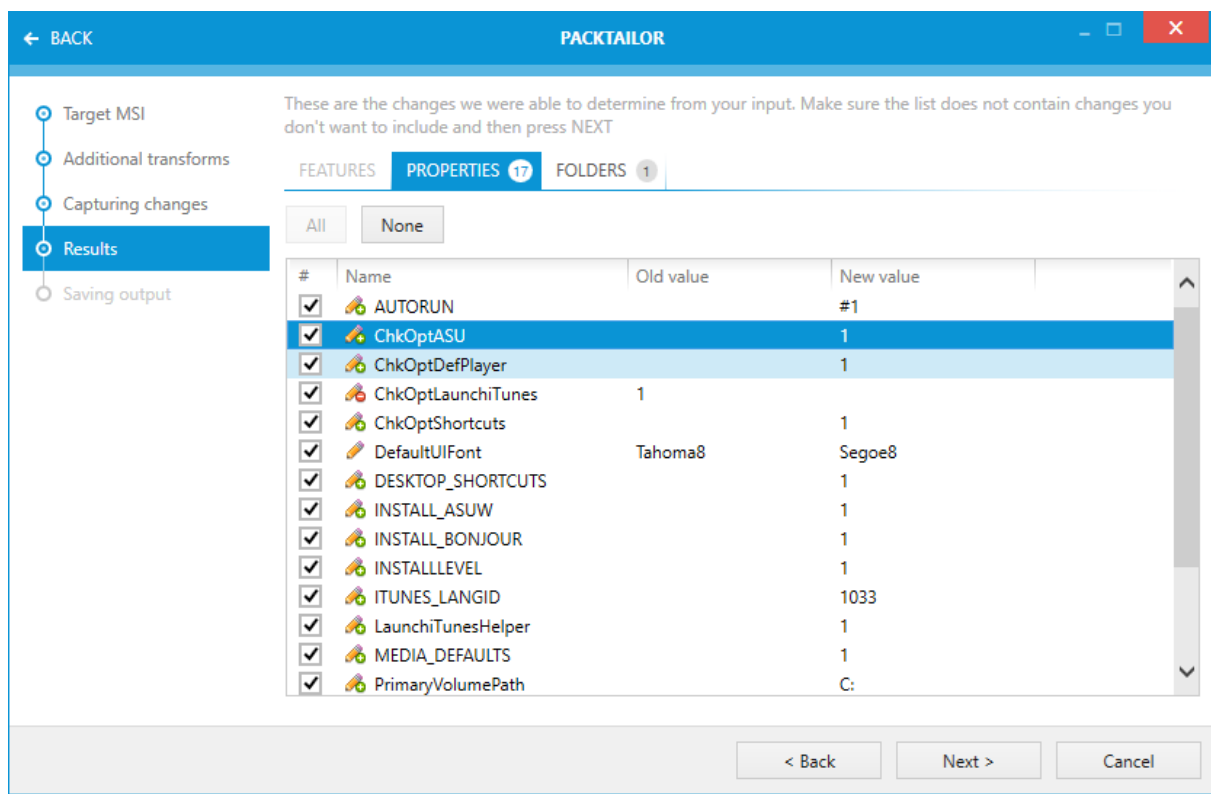 BACK
PACKTAILOR
Target MSI
Additional transforms
Capturing changes
Results
Saving output
These are the changes we were able to determine from your input. Make sure the list does not contain changes you
don't want to include and then press NEXT
FEATURES PROPERTIES 17 FOLDERS 1
All None
# Name Old value New value
AUTORUN #1
ChkOptASU 1
ChkOptDefPlayer 1
ChkOptLaunchiTunes 1
ChkOptShortcuts 1
DefaultUIFont Tahoma8 Segoe8
DESKTOP_SHORTCUTS 1
INSTALL_ASUW 1
INSTALL_BONJOUR 1
INSTALLLEVEL 1
ITUNES_LANGID 1033
LaunchiTunesHelper 1
MEDIA_DEFAULTS 1
PrimaryVolumePath C:
< Back Next > Cancel